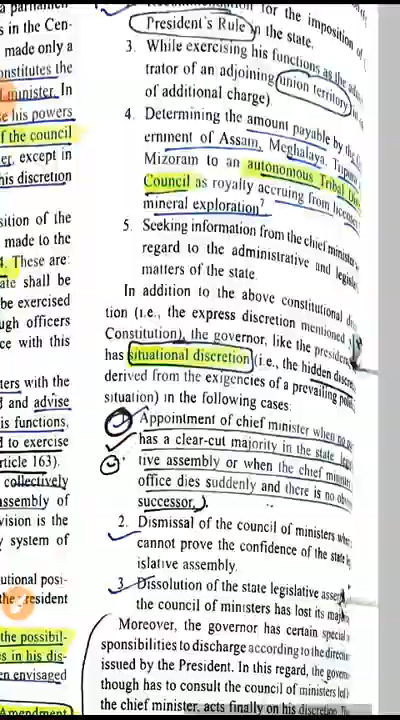 a parliamen
s in the Cen-
made only a
onstitutes the
minister. In
se his powers
f the council
er, except in
his discretion
sition of the
made to the
4. These are:
ate shall be
be exercised
ugh officers
ce with this
ters with the
and advise
is functions,
d to exercise
rticle 163).
collectively
assembly of
vision is the
system of
utional posi-
the resident
the possibil-
es in his dis-
en envisaged
Amendment
for the imposition of
President's Rule in the state.
3. While exercising his functions as the
trator of an adjoining union territory
of additional charge).
4. Determining the amount payable by the
ernment of Assam, Meghalaya, Tripura
Mizoram to an autonomous Tribal
Council as royalty accruing from
mineral exploration?
5. Seeking information from the chief
regard to the administrative and
matters of the state.
In addition to the above constitutional
tion (i.e., the express discretion mentioned
Constitution), the governor, like the
has situational discretion (i.e., the hidden
derived from the exigencies of a prevailing
situation) in the following cases:
Appointment of chief minister when no
has a clear-cut majority in the state
tive assembly or when the chief
office dies suddenly and there is no
successor.
2. Dismissal of the council of ministers
cannot prove the confidence of the state
islative assembly.
3. Dissolution of the state legislative
the council of ministers has lost its
Moreover, the governor has certain special
sponsibilities to discharge according to the
issued by the President. In this regard, the
though has to consult the council of ministers
the chief minister, acts finally on his discretion.